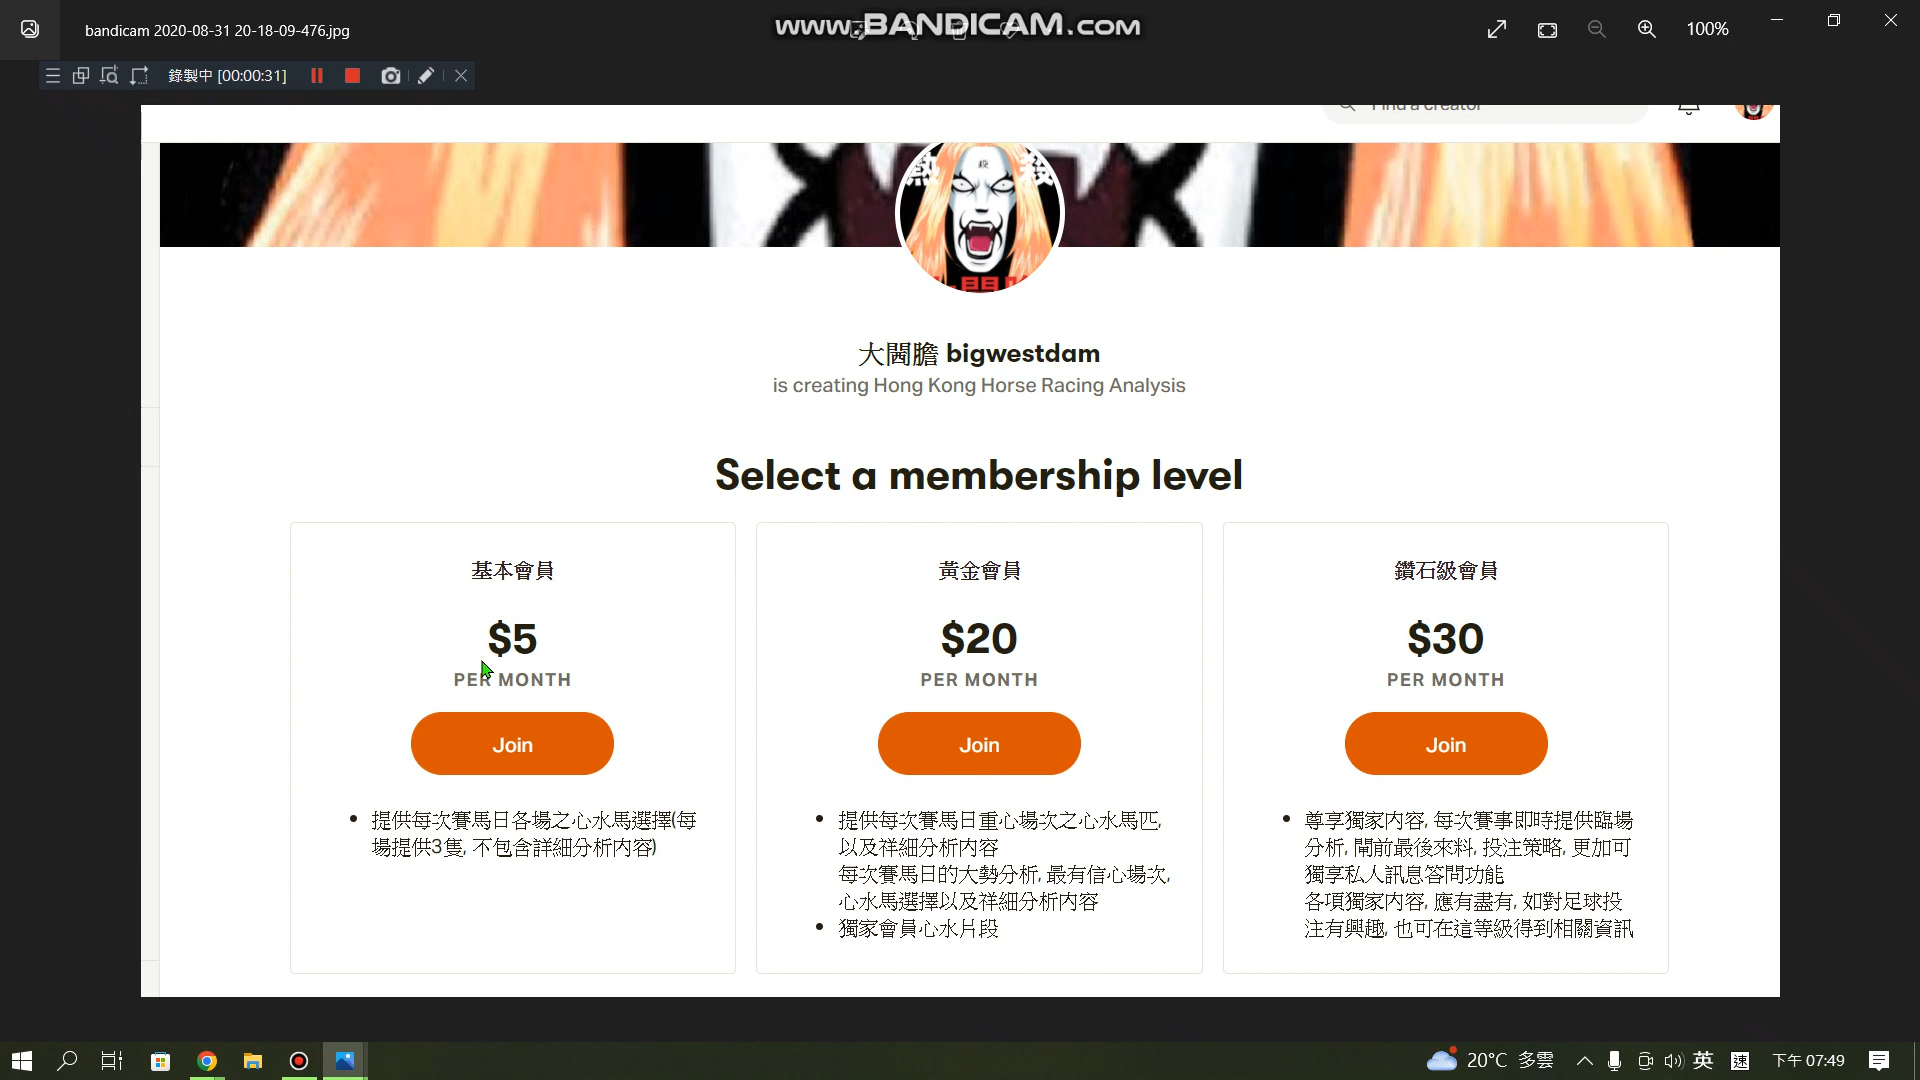 bandicam 2020-08-31 20-18-09-476.jpg
www.BANDICAM.com
100%
錄製中 [00:00:31]
Find a creator
熱 殺
殺
大閪膽 bigwestdam
is creating Hong Kong Horse Racing Analysis
Select a membership level
基本會員
$5
PER MONTH
Join
提供每次賽馬日各場之心水馬選擇(每
場提供3隻, 不包含詳細分析內容)
黃金會員
$20
PER MONTH
Join
提供每次賽馬日重心場次之心水馬匹,
以及祥細分析內容
每次賽馬日的大勢分析, 最有信心場次,
心水馬選擇以及祥細分析內容
獨家會員心水片段
鑽石級會員
$30
PER MONTH
Join
尊享獨家內容, 每次賽事即時提供臨場
分析, 閘前最後來料, 投注策略, 更加可
獨享私人訊息答問功能
各項獨家內容, 應有盡有, 如對足球投
注有興趣, 也可在這等級得到相關資訊
20°C 多雲
英
速
下午 07:49